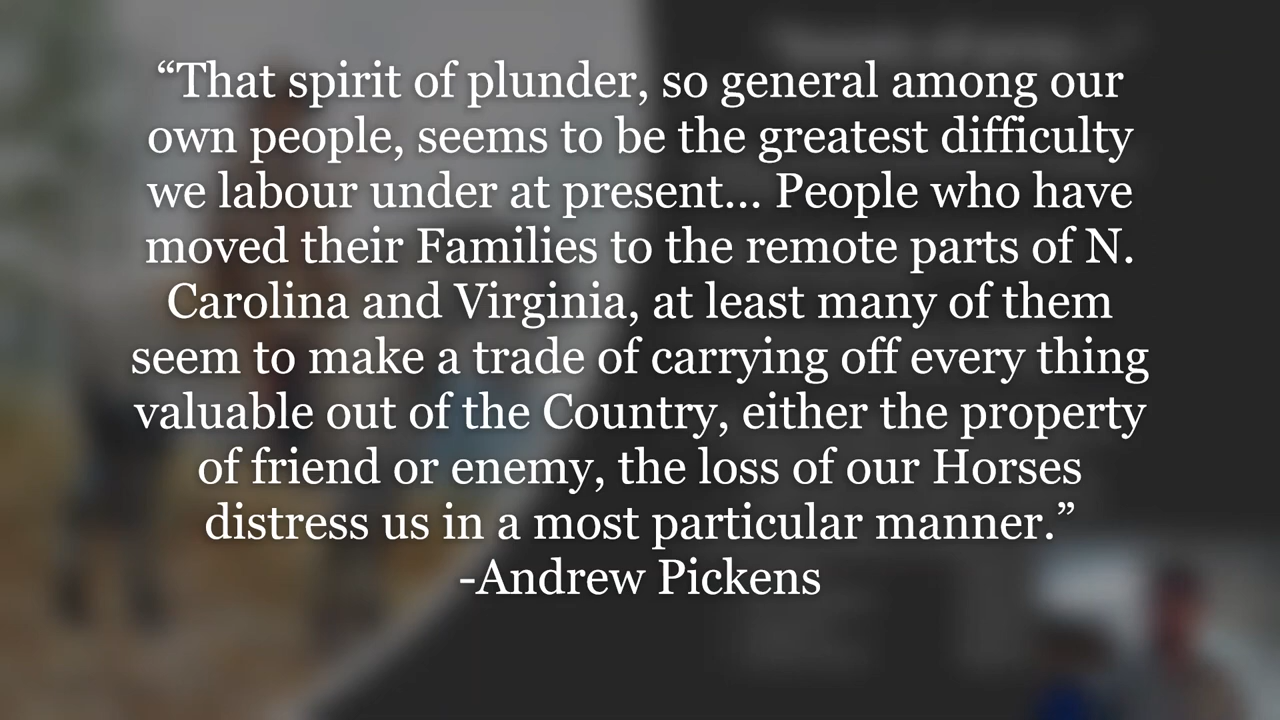 “That spirit of plunder, so general among our
own people, seems to be the greatest difficulty
we labour under at present... People who have
moved their Families to the remote parts of N.
Carolina and Virginia, at least many of them
seem to make a trade of carrying off every thing
valuable out of the Country, either the property
of friend or enemy, the loss of our Horses
distress us in a most particular manner.”
-Andrew Pickens